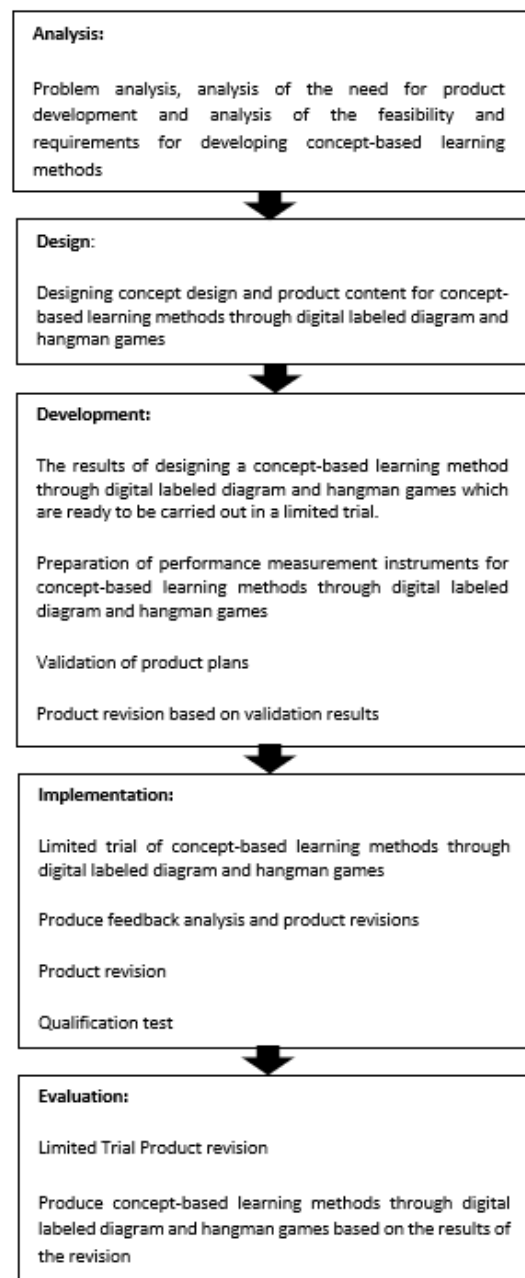 Analysis:
Problem analysis, analysis of the need for product
development and analysis of the feasibility and
requirements for developing concept-based learning
methods
Design:
Designing concept design and product content for concept-
based learning methods through digital labeled diagram and
hangman games
Development:
The results of designing a concept-based learning method
through digital labeled diagram and hangman games which
are ready to be carried out in a limited trial.
Preparation of performance measurement instruments for
concept-based learning methods through digital labeled
diagram and hangman games
Validation of product plans
Product revision based on validation results
Implementation:
Limited trial of concept-based learning methods through
digital labeled diagram and hangman games
Produce feedback analysis and product revisions
Product revision
Qualification test
Evaluation:
Limited Trial Product revision
Produce concept-based learning methods through digital
labeled diagram and hangman games based on the results of
the revision